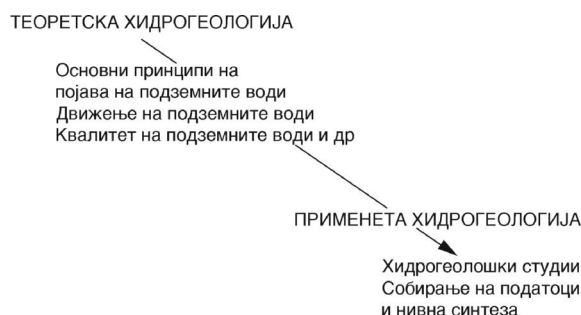 ТЕОРЕТСКА ХИДРОГЕОЛОГИЈА
Основни принципи на
појава на подземните води
Движење на подземните води
Квалитет на подземните води и др
ПРИМЕНЕТА ХИДРОГЕОЛОГИЈА
Хидрогеолошки студии
Собирање на податоци
и нивна синтеза